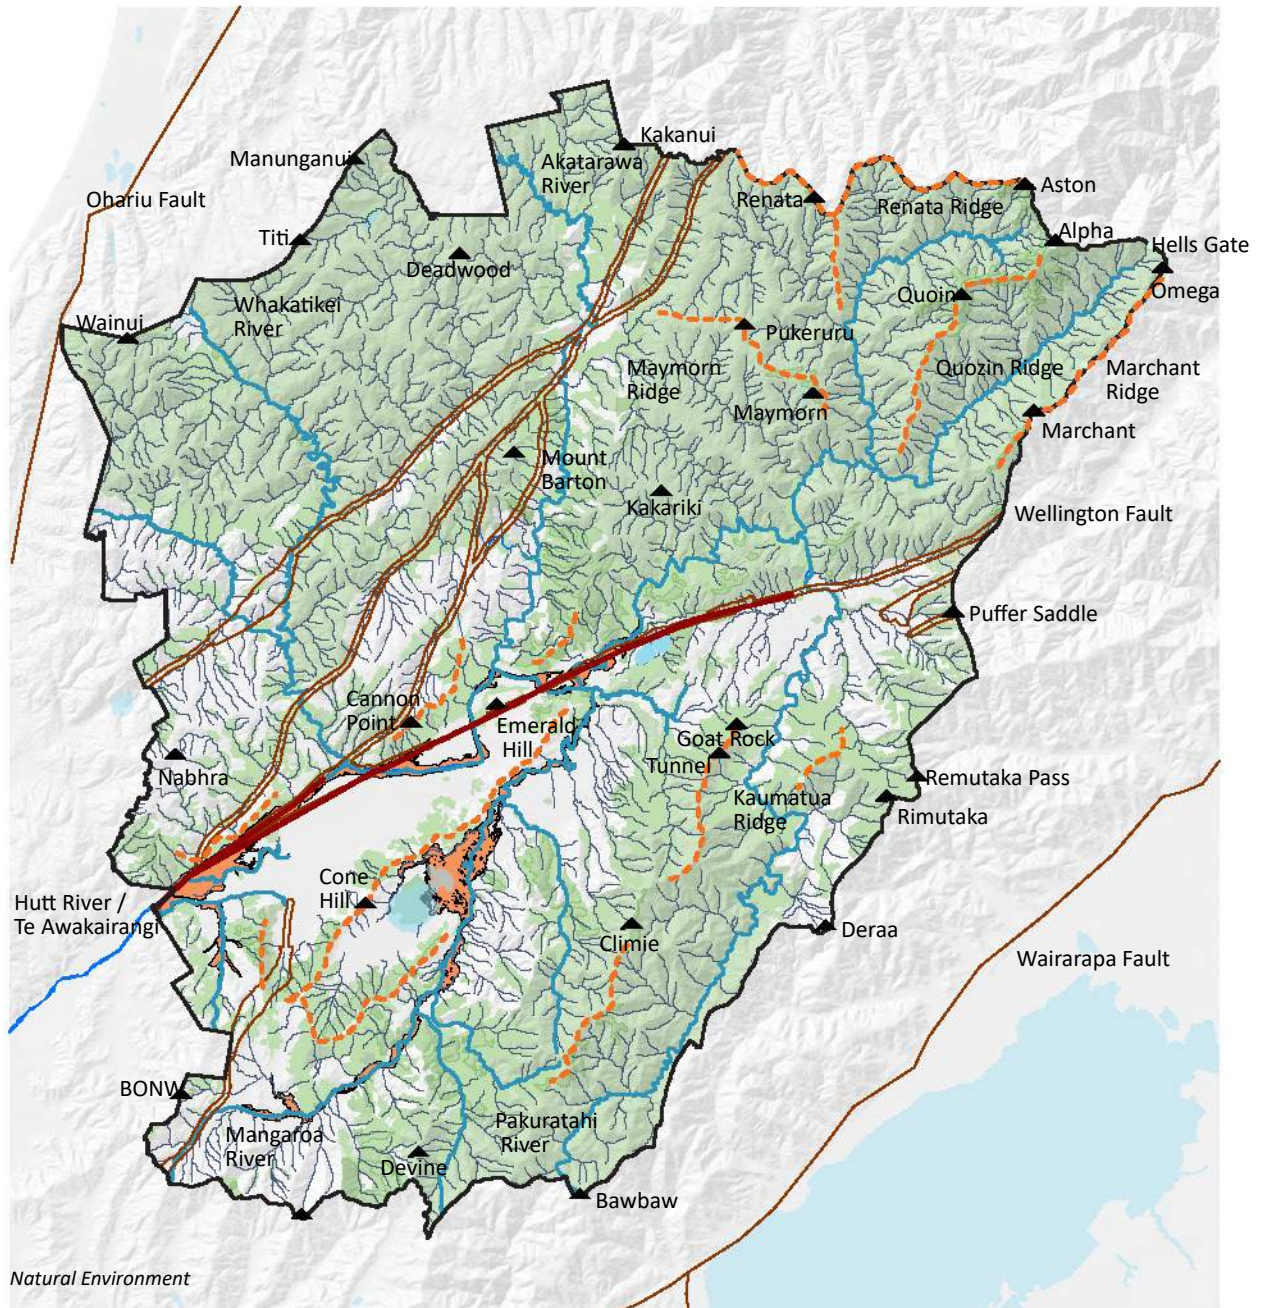 Kakanui
Manunganui
Akatarawa
River
Ohariu Fault
Renata
Aston
Renata Ridge
Titi
Alpha
Deadwood
Hells Gate
Whakatikei
River
Quoin
Omega
Wainui
Pukeruru
Maymorn
Ridge
Quozin Ridge
Marchant
Ridge
Maymorn
Marchant
Mount
Barton
Kakariki
Wellington Fault
Puffer Saddle
Cannon
Point
Emerald
Hill
Goat Rock
Tunnel
Nabhra
Remutaka Pass
Kaumatua
Ridge
Rimutaka
Cone
Hill
Hutt River /
Te Awakairangi
Climie
Deraa
Wairarapa Fault
BONW
Pakuratahi
River
Mangaroa
River
Devine
Bawbaw
Natural Environment